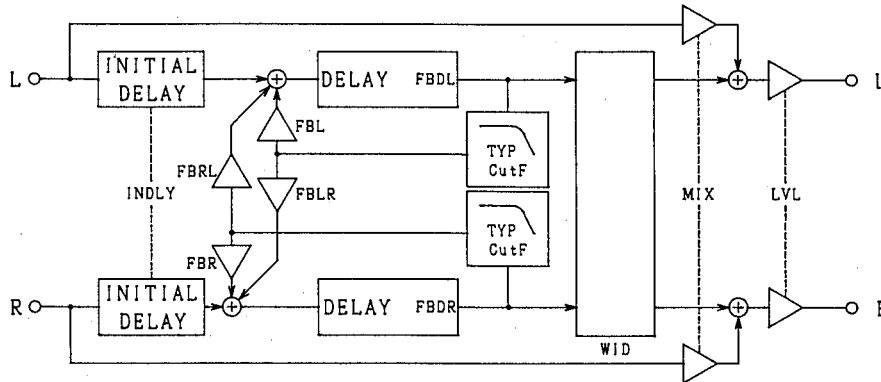 L
INITIAL
DELAY
DELAY
FBDL
L
FBL
TYP
CutF
FBRL
INDLY
FBLR
MIX
LVL
TYP
CutF
FBR
R
INITIAL
DELAY
DELAY
FBDR
WID